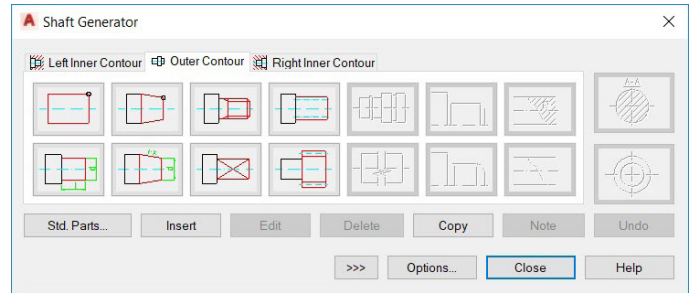 Shaft Generator
Left Inner Contour Outer Contour Right Inner Contour
A-A
Std. Parts... Insert Edit Delete Copy Note Undo
>>> Options... Close Help